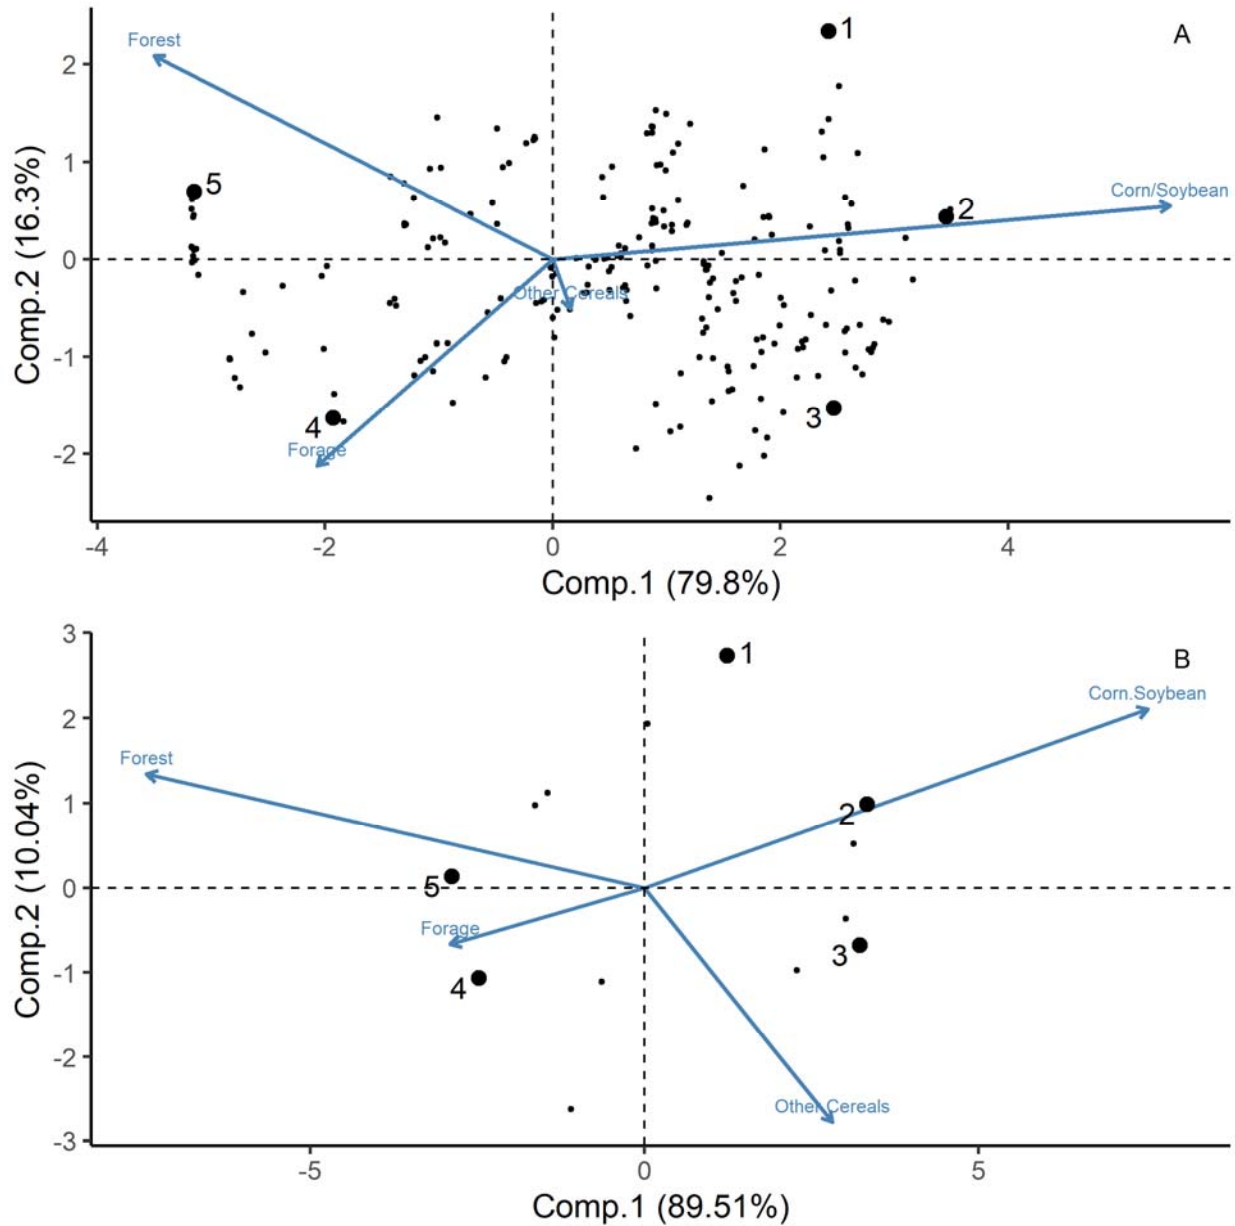 A
Forest
1
2
5
Corn/Soybean
1
2
0
Other Cereals
-1
3
4
Forage
-2
-4
-2
0
2
4
Comp.1 (79.8%)
Comp.2 (16.3%)
3
1
B
Corn.Soybean
2
Forest
1
2
5
0
Forage
3
-1
4
-2
Other Cereals
-3
-5
0
5
Comp.1 (89.51%)
Comp.2 (10.04%)